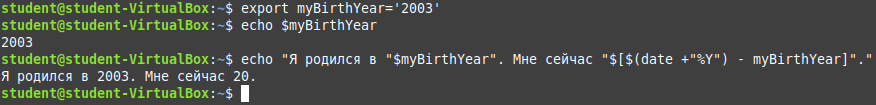 student@student-VirtualBox:~$ export myBirthYear='2003'
student@student-VirtualBox:~$ echo $myBirthYear
2003
student@student-VirtualBox:~$ echo "Я родился в "$myBirthYear". Мне сейчас "$[$(date +"%Y") - myBirthYear]"."
Я родился в 2003. Мне сейчас 20.
student@student-VirtualBox:~$